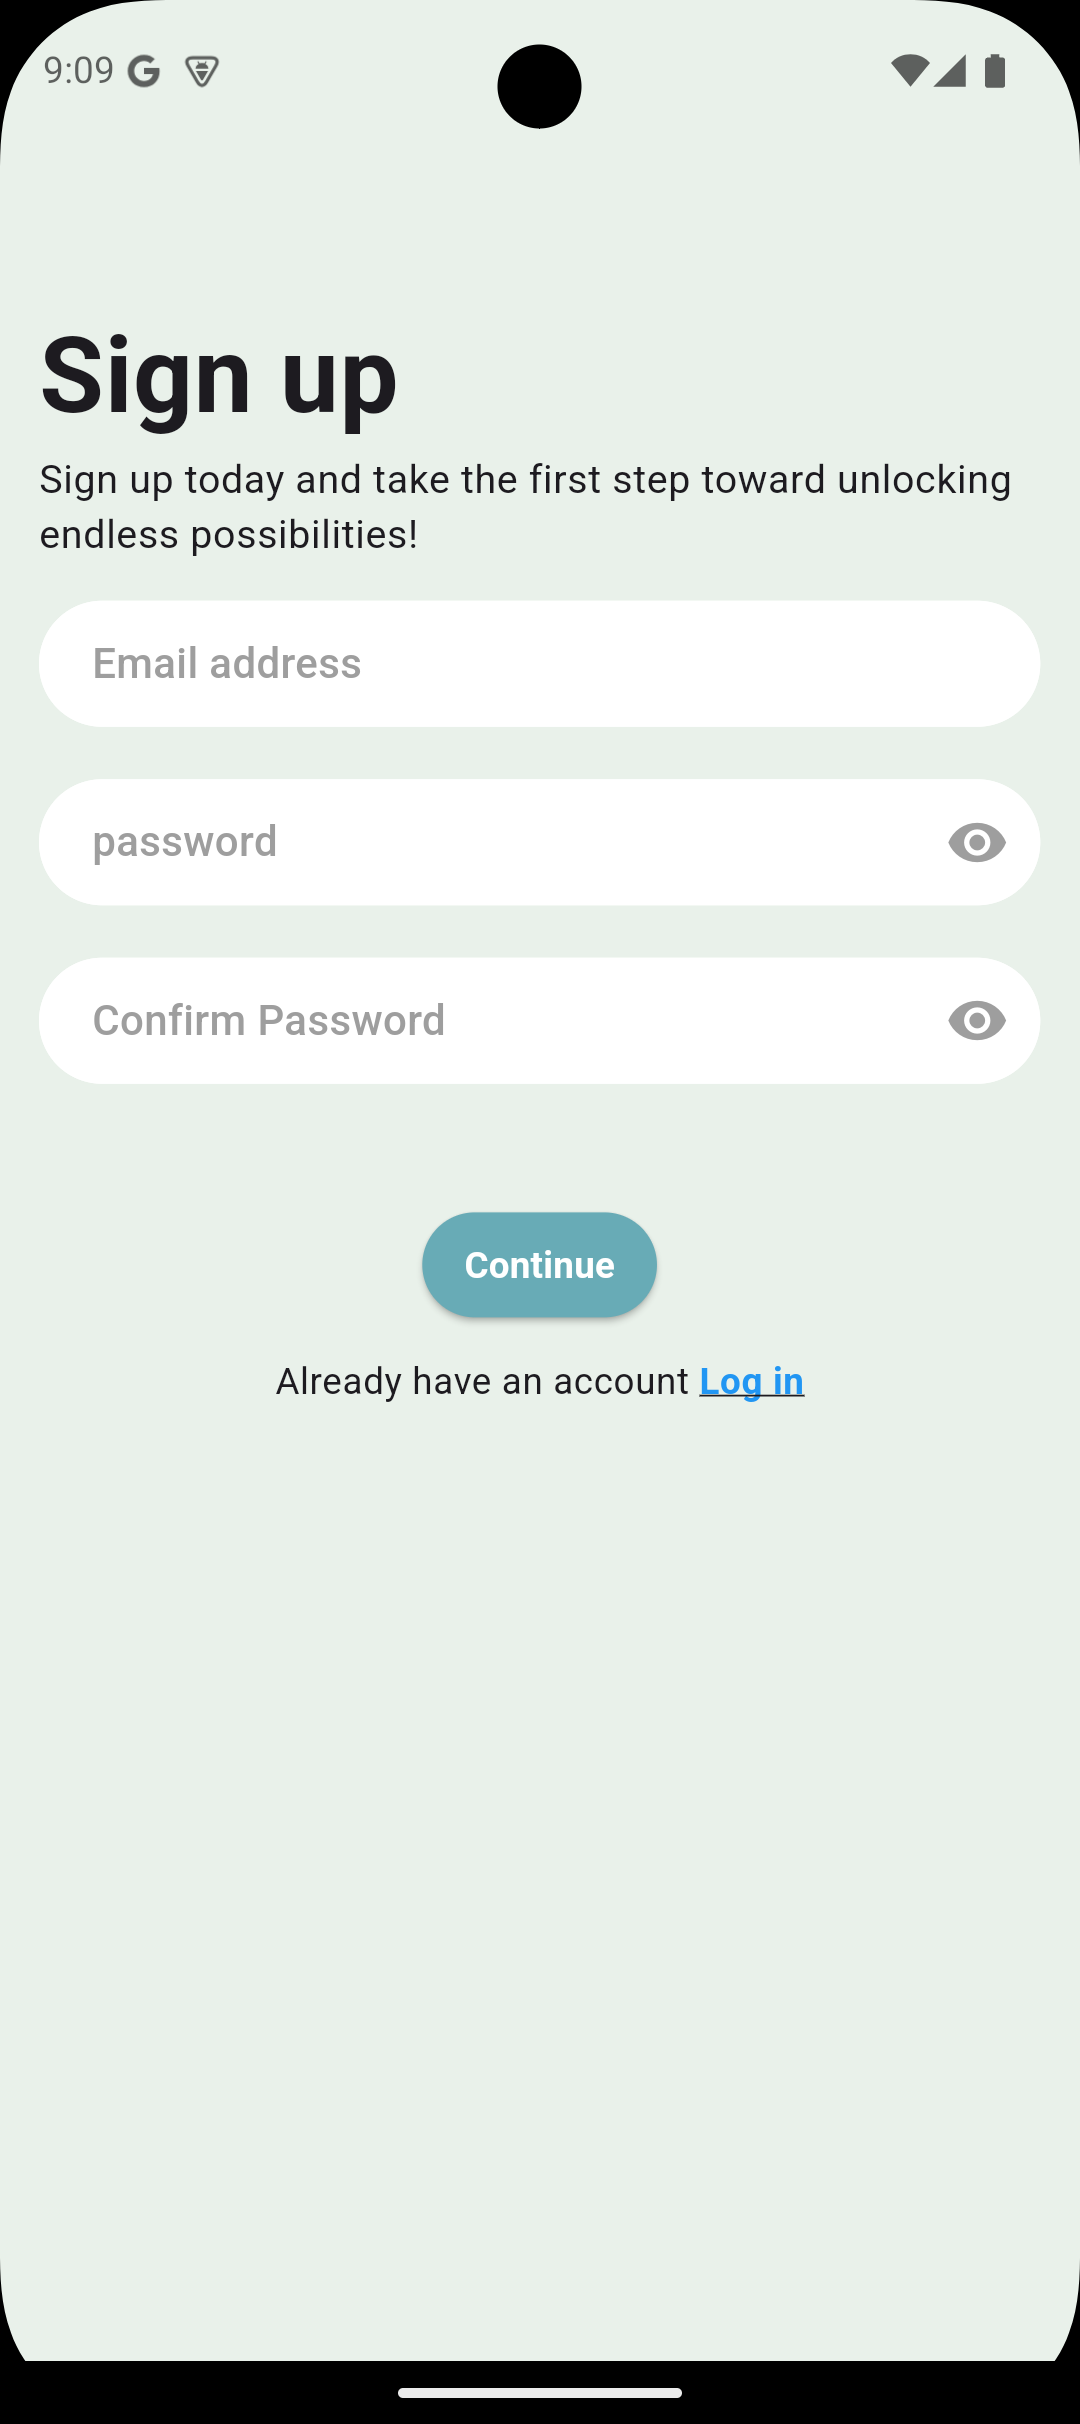 9:09
Sign up
Sign up today and take the first step toward unlocking
endless possibilities!
Email address
password
Confirm Password
Continue
Already have an account Log in